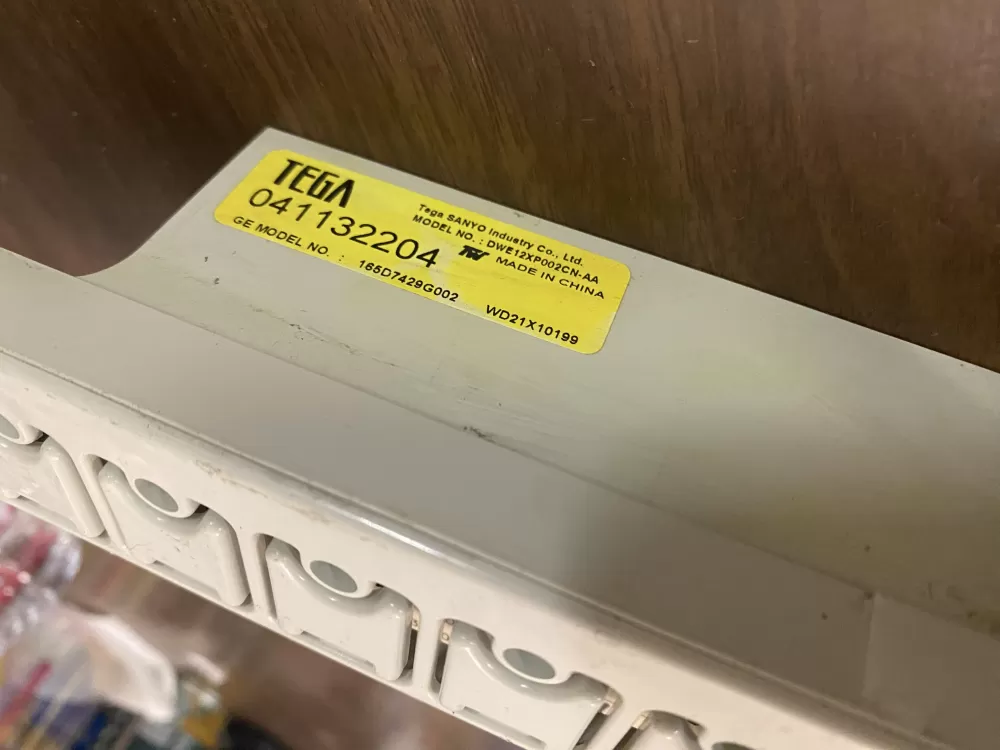 TEGA
041132204
Tega SANYO Industry Co., Ltd.
MODEL NO. : DWE12XP002CN-AA
MADE IN CHINA
GE MODEL NO. : 165D7429G002 WD21X10199